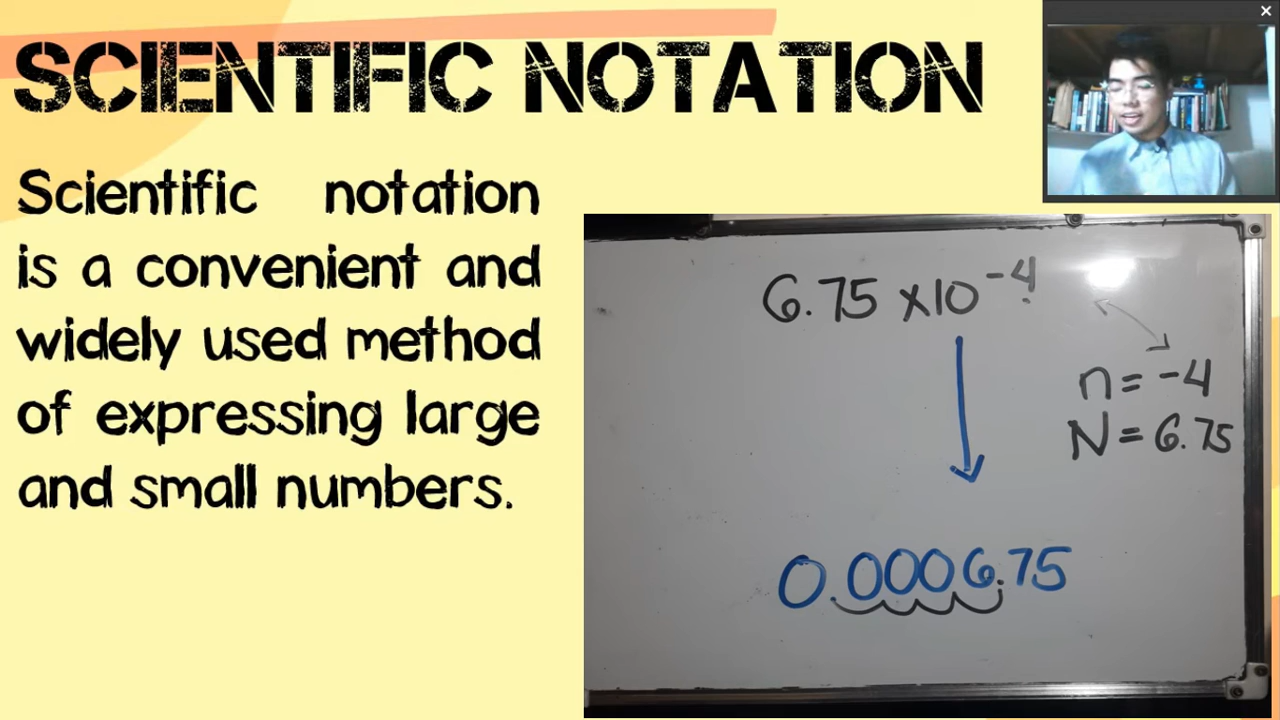 SCIENTIFIC NOTATION
Scientific notation
is a convenient and
widely used method
of expressing large
and small numbers.
6.75 x10⁻⁴
n = -4
N = 6.75
0.0006.75